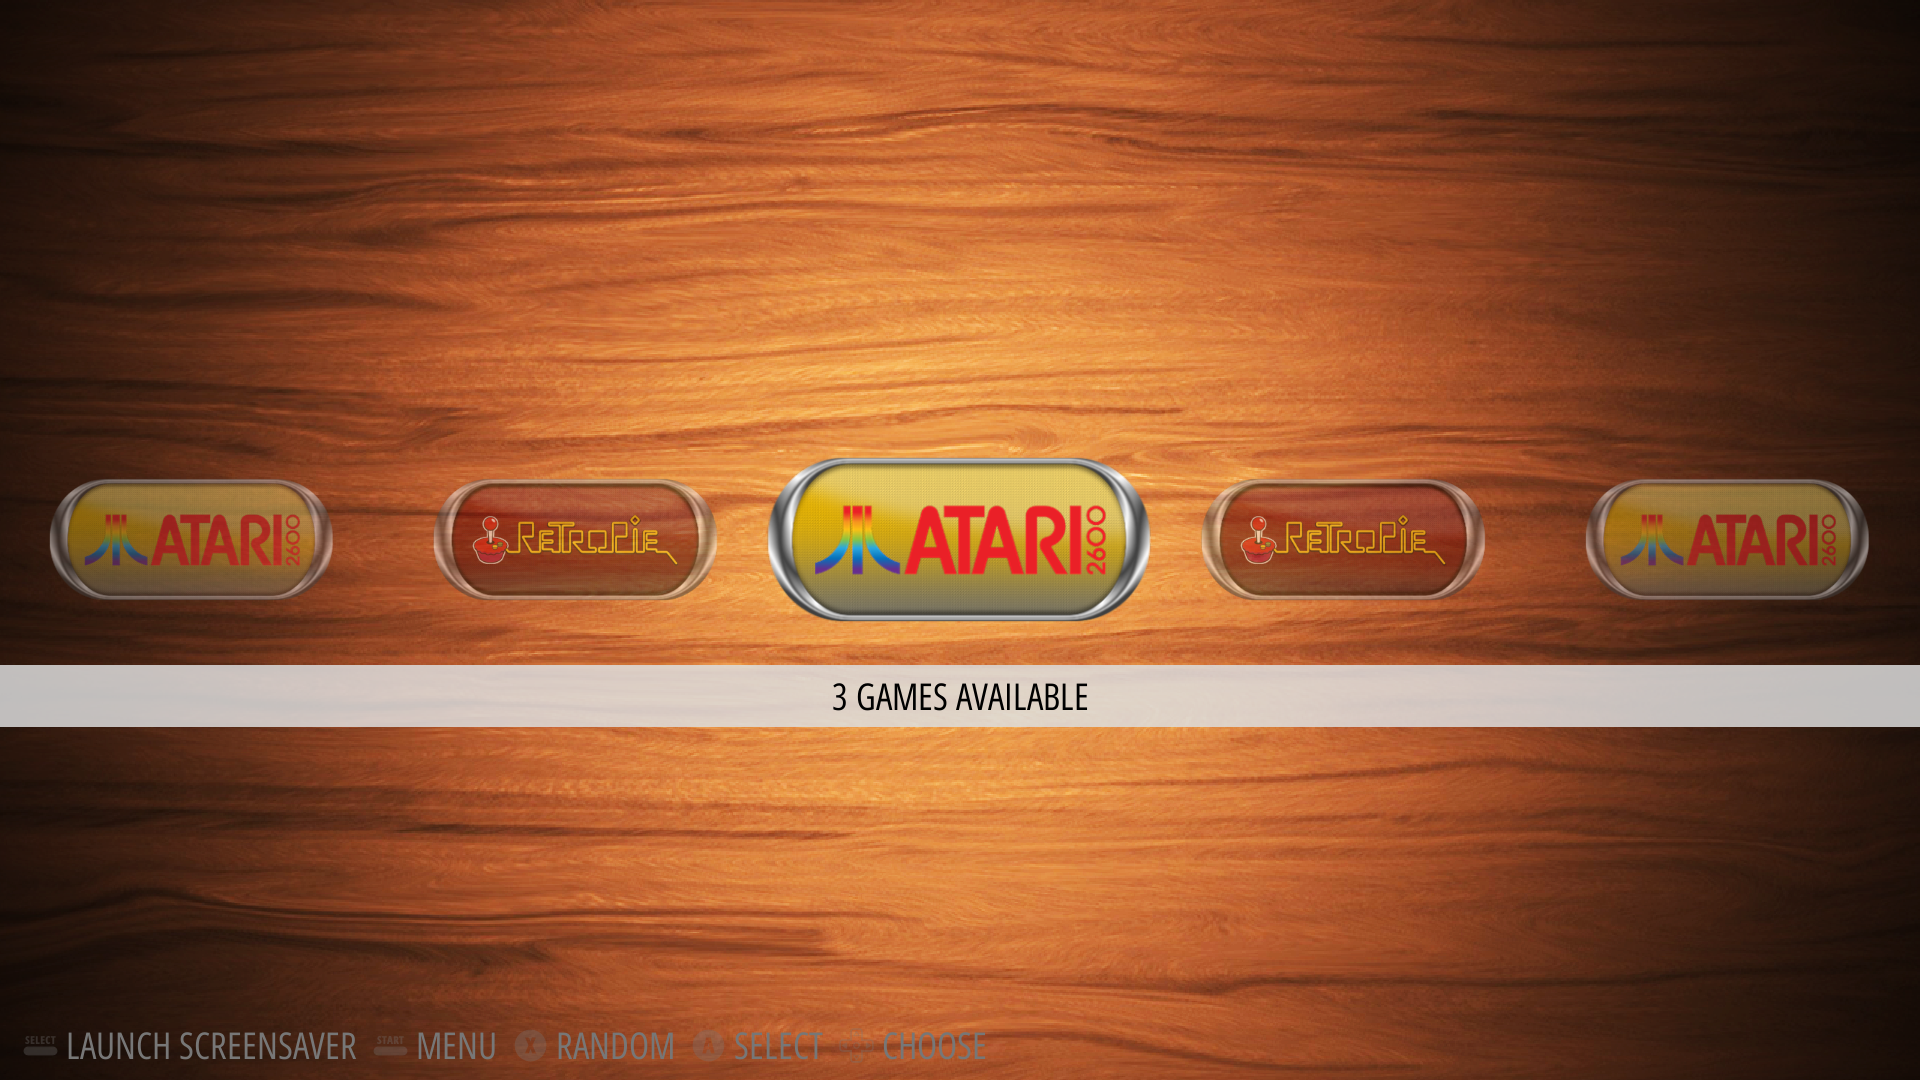 ATARI 2600
RETROPIE
ATARI 2600
RETROPIE
ATARI 2600
3 GAMES AVAILABLE
SELECT LAUNCH SCREENSAVER START MENU X RANDOM A SELECT CHOOSE